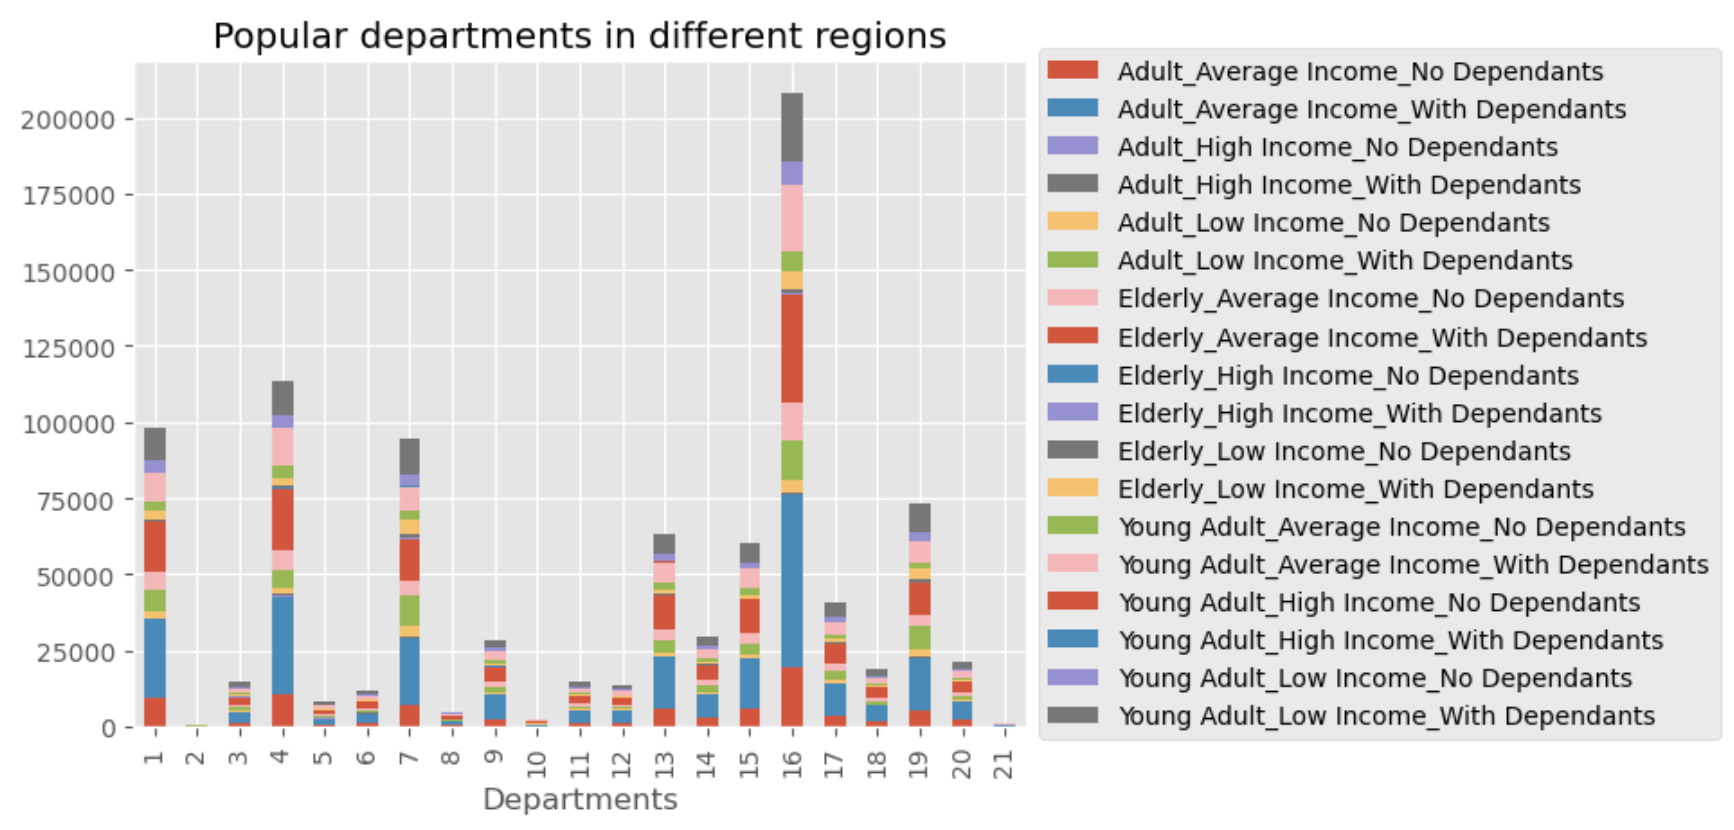 Popular departments in different regions
200000
175000
150000
125000
100000
75000
50000
25000
0
1 2 3 4 5 6 7 8 9 10 11 12 13 14 15 16 17 18 19 20 21
Departments
Adult_Average Income_No Dependants
Adult_Average Income_With Dependants
Adult_High Income_No Dependants
Adult_High Income_With Dependants
Adult_Low Income_No Dependants
Adult_Low Income_With Dependants
Elderly_Average Income_No Dependants
Elderly_Average Income_With Dependants
Elderly_High Income_No Dependants
Elderly_High Income_With Dependants
Elderly_Low Income_No Dependants
Elderly_Low Income_With Dependants
Young Adult_Average Income_No Dependants
Young Adult_Average Income_With Dependants
Young Adult_High Income_No Dependants
Young Adult_High Income_With Dependants
Young Adult_Low Income_No Dependants
Young Adult_Low Income_With Dependants